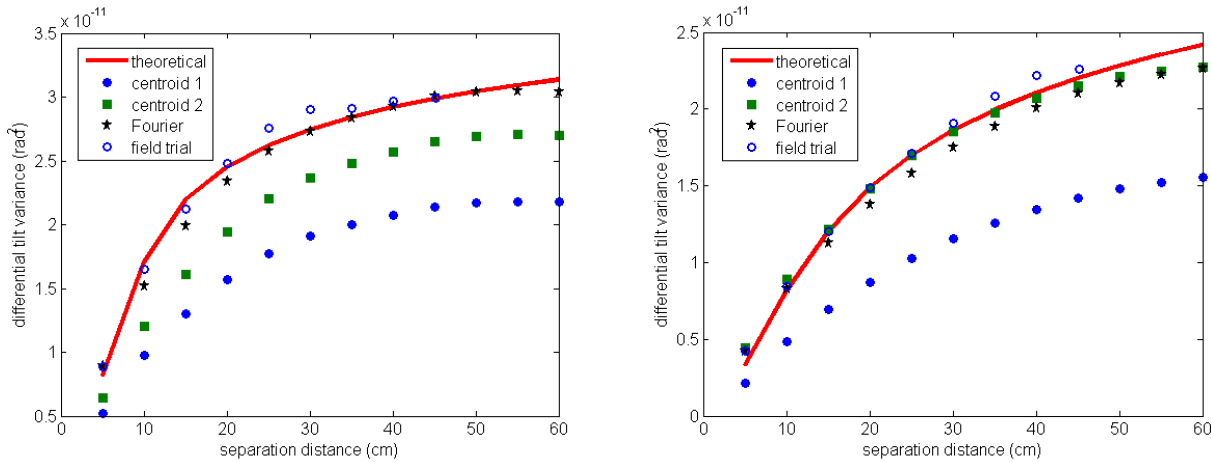 × 10⁻¹¹
3.5
3
2.5
2
1.5
1
0.5
differential tilt variance (rad²)
theoretical
centroid 1
centroid 2
Fourier
field trial
0 10 20 30 40 50 60
separation distance (cm)
× 10⁻¹¹
2.5
2
1.5
1
0.5
0
differential tilt variance (rad²)
theoretical
centroid 1
centroid 2
Fourier
field trial
0 10 20 30 40 50 60
separation distance (cm)